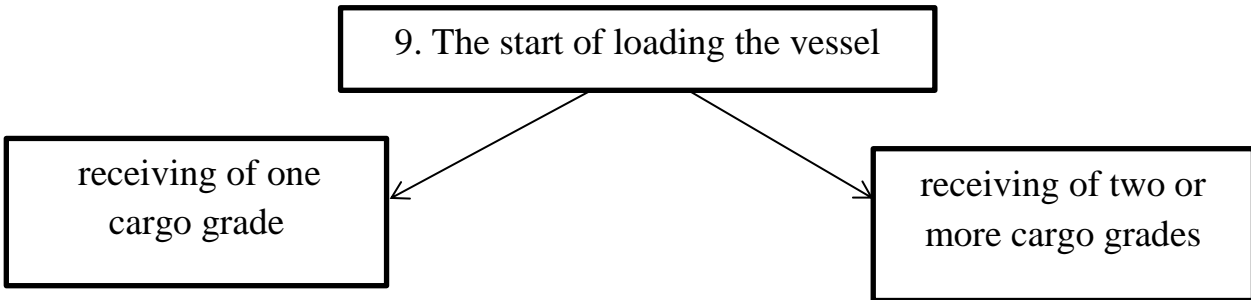 9. The start of loading the vessel
receiving of one
cargo grade
receiving of two or
more cargo grades